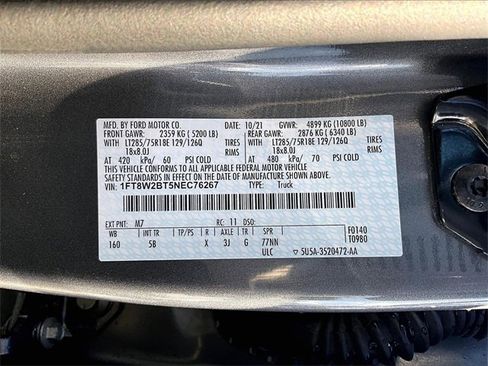 MFD. BY FORD MOTOR CO. 10/21 GVWR: 4899 KG (10800 LB)
FRONT GAWR: 2359 KG (5200 LB) REAR GAWR: 2876 KG (6340 LB)
WITH LT285/75R18E 129/126Q TIRES WITH LT285/75R18E 129/126Q TIRES
18x8.0J RIMS 18x8.0J RIMS
AT 420 kPa/ 60 PSI COLD AT 480 kPa/ 70 PSI COLD
THIS VEHICLE CONFORMS TO ALL APPLICABLE FEDERAL MOTOR
VEHICLE SAFETY STANDARDS IN EFFECT ON THE DATE OF
MANUFACTURE SHOWN ABOVE.
VIN: 1FT8W2BT5NEC76267 TYPE: Truck
EXT PNT: M7 RC: 11 DSO: F0140
WB INT TR TP/PS R AXLE TR SPR T0980
160 5B X 3J G 77NN
ULC ▽ 5U5A-3520472-AA